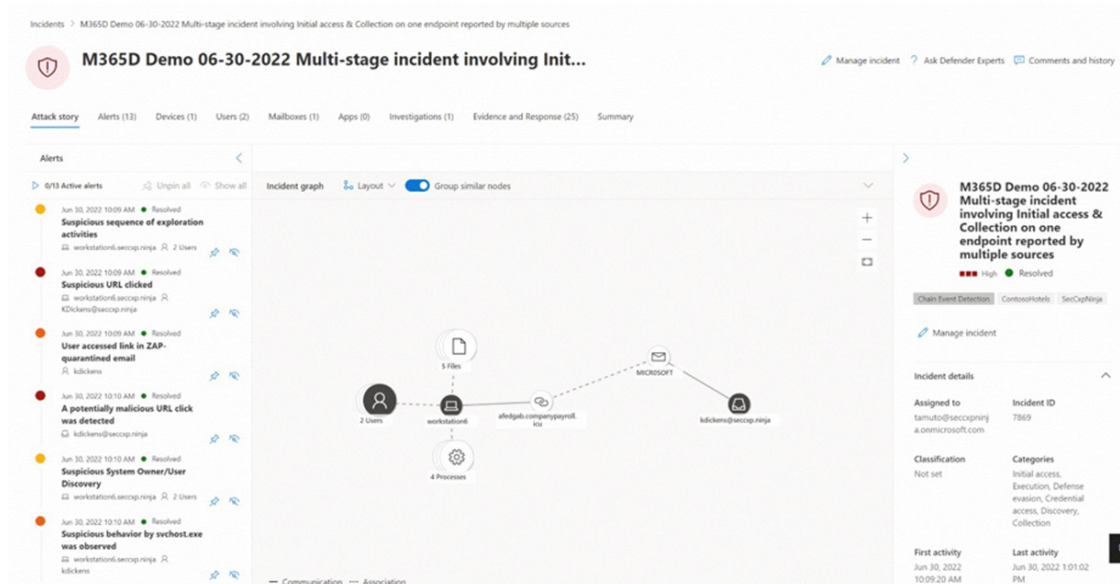 Incidents > M365D Demo 06-30-2022 Multi-stage incident involving Initial access & Collection on one endpoint reported by multiple sources
M365D Demo 06-30-2022 Multi-stage incident involving Init...
Manage incident ? Ask Defender Experts Comments and history
Attack story Alerts (13) Devices (1) Users (2) Mailboxes (1) Apps (0) Investigations (1) Evidence and Response (25) Summary
Alerts
0/13 Active alerts Unpin all Show all
Jun 30, 2022 10:09 AM Resolved
Suspicious sequence of exploration
activities
workstation6.seccxp.ninja 2 Users
Jun 30, 2022 10:09 AM Resolved
Suspicious URL clicked
workstation6.seccxp.ninja
KDickens@seccxp.ninja
Jun 30, 2022 10:09 AM Resolved
User accessed link in ZAP-
quarantined email
kdickens
Jun 30, 2022 10:10 AM Resolved
A potentially malicious URL click
was detected
kdickens@seccxp.ninja
Jun 30, 2022 10:10 AM Resolved
Suspicious System Owner/User
Discovery
workstation6.seccxp.ninja 2 Users
Jun 30, 2022 10:10 AM Resolved
Suspicious behavior by svchost.exe
was observed
workstation6.seccxp.ninja
kdickens
Incident graph Layout Group similar nodes
5 Files
2 Users
workstation6
afedgab.companypayroll.
icu
MICR0SOFT
kdickens@seccxp.ninja
4 Processes
Communication Association
M365D Demo 06-30-2022
Multi-stage incident
involving Initial access &
Collection on one
endpoint reported by
multiple sources
High Resolved
Chain Event Detection ContosoHotels SecCxpNinja
Manage incident
Incident details
Assigned to
tamuto@seccxpninj
a.onmicrosoft.com
Incident ID
7869
Classification
Not set
Categories
Initial access,
Execution, Defense
evasion, Credential
access, Discovery,
Collection
First activity
Jun 30, 2022
10:09:20 AM
Last activity
Jun 30, 2022 1:01:02
PM